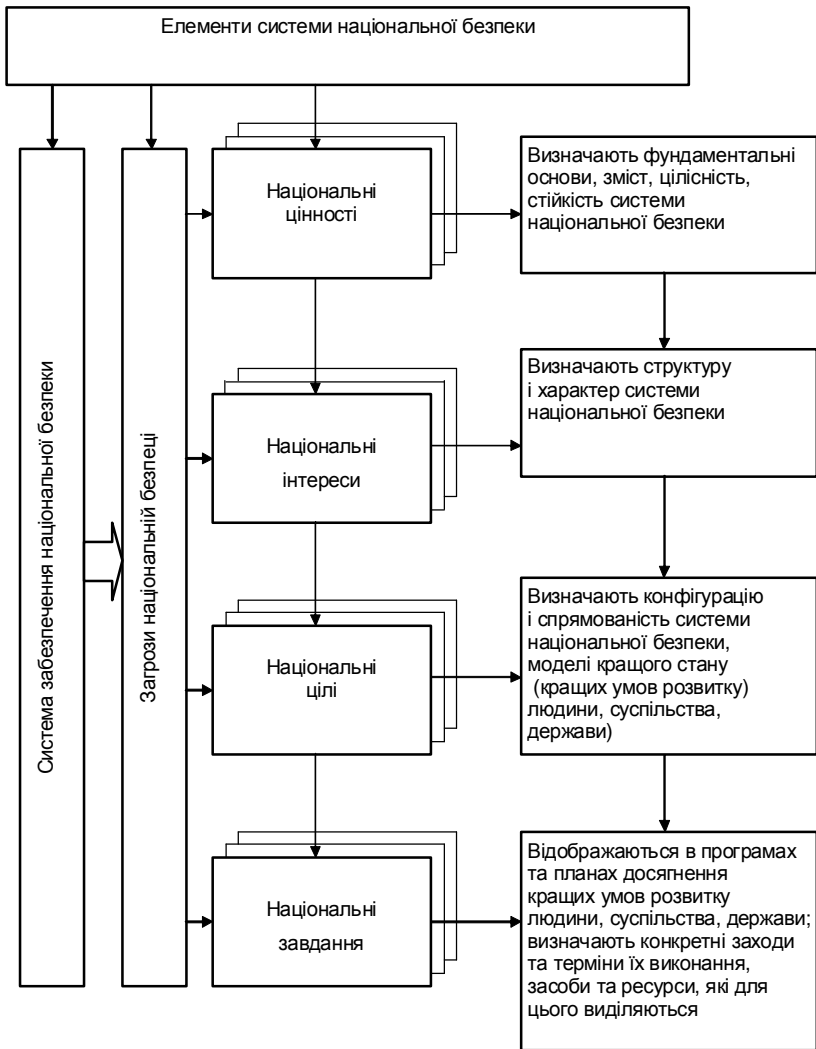 Елементи системи національної безпеки
Система забезпечення національної безпеки
Загрози національній безпеці
Національні
цінності
Визначають фундаментальні
основи, зміст, цілісність,
стійкість системи
національної безпеки
Національні
інтереси
Визначають структуру
і характер системи
національної безпеки
Національні
цілі
Визначають конфігурацію
і спрямованість системи
національної безпеки,
моделі кращого стану
(кращих умов розвитку)
людини, суспільства,
держави)
Національні
завдання
Відображаються в програмах
та планах досягнення
кращих умов розвитку
людини, суспільства, держави;
визначають конкретні заходи
та терміни їх виконання,
засоби та ресурси, які для
цього виділяються